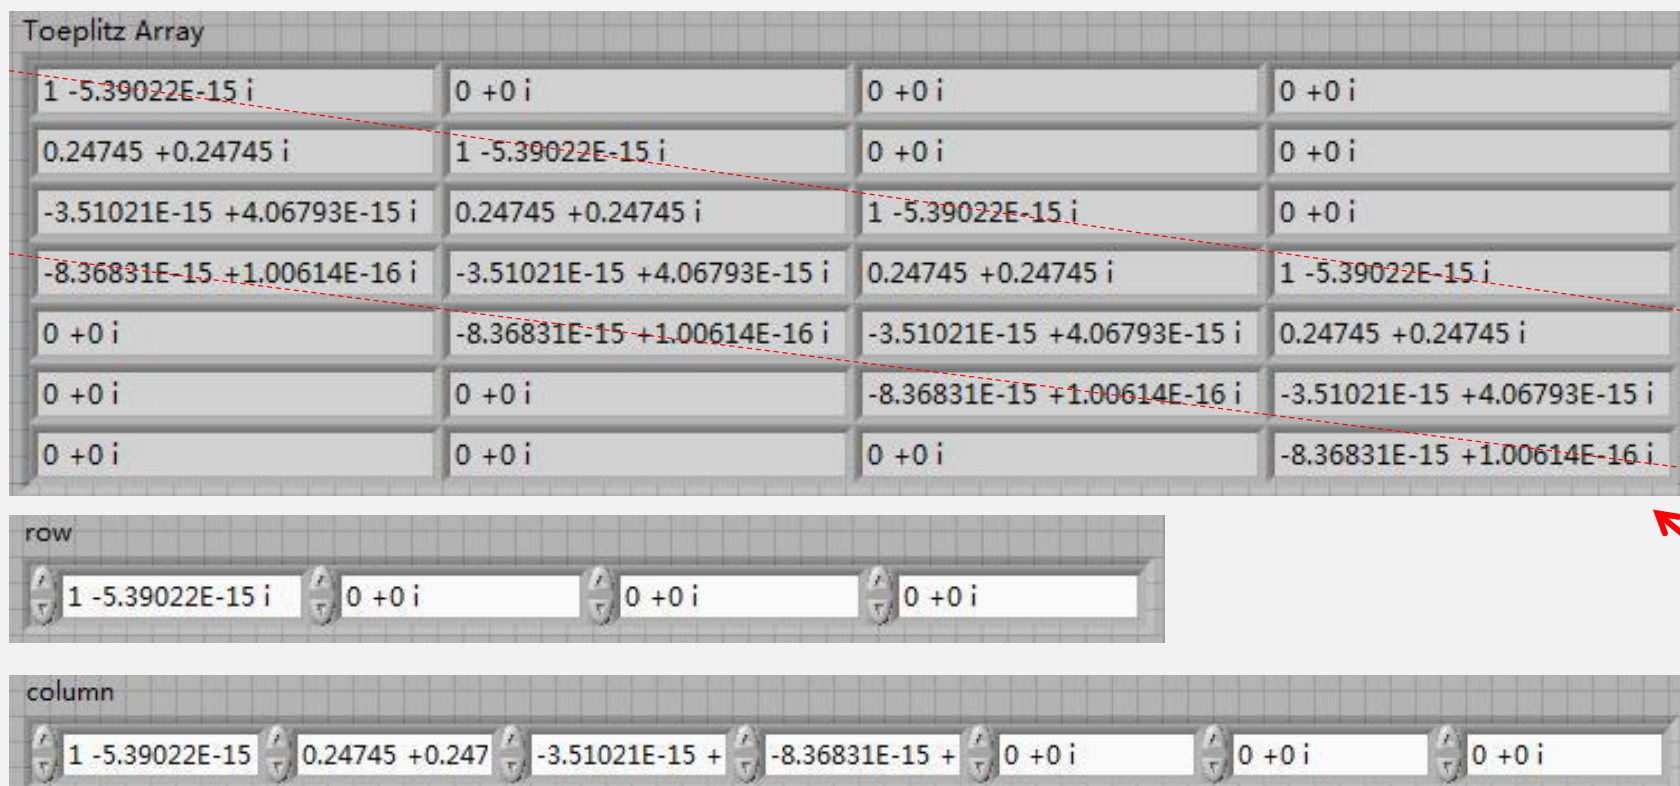 Toeplitz Array
1 -5.39022E-15 i 0 +0 i 0 +0 i 0 +0 i
0.24745 +0.24745 i 1 -5.39022E-15 i 0 +0 i 0 +0 i
-3.51021E-15 +4.06793E-15 i 0.24745 +0.24745 i 1 -5.39022E-15 i 0 +0 i
-8.36831E-15 +1.00614E-16 i -3.51021E-15 +4.06793E-15 i 0.24745 +0.24745 i 1 -5.39022E-15 i
0 +0 i -8.36831E-15 +1.00614E-16 i -3.51021E-15 +4.06793E-15 i 0.24745 +0.24745 i
0 +0 i 0 +0 i -8.36831E-15 +1.00614E-16 i -3.51021E-15 +4.06793E-15 i
0 +0 i 0 +0 i 0 +0 i -8.36831E-15 +1.00614E-16 i
row
1 -5.39022E-15 i 0 +0 i 0 +0 i 0 +0 i
column
1 -5.39022E-15 0.24745 +0.247 -3.51021E-15 + -8.36831E-15 + 0 +0 i 0 +0 i 0 +0 i